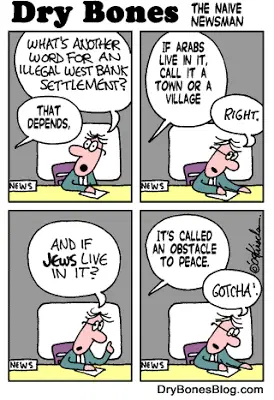 Dry Bones
THE NAIVE
NEWSMAN
WHAT'S ANOTHER
WORD FOR AN
ILLEGAL WEST BANK
SETTLEMENT?
THAT
DEPENDS.
NEWS
IF ARABS
LIVE IN IT,
CALL IT A
TOWN OR A
VILLAGE
RIGHT.
NEWS
AND IF
JEWS LIVE
IN IT?
NEWS
IT'S CALLED
AN OBSTACLE
TO PEACE.
GOTCHA'.
NEWS
DryBonesBlog.com